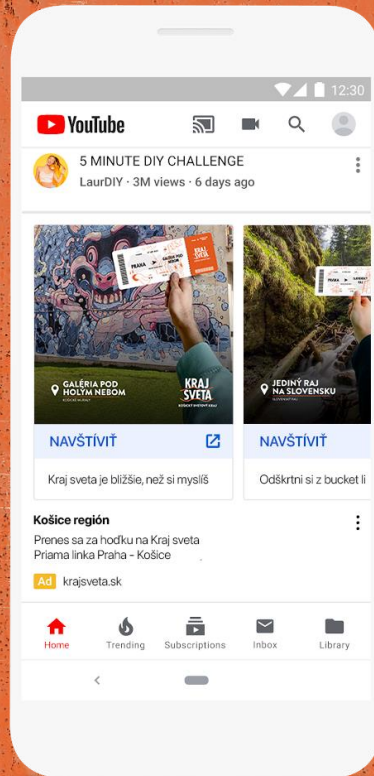 12:30
YouTube
5 MINUTE DIY CHALLENGE
LaurDIY · 3M views · 6 days ago
PRAHA
GALÉRIA POD
KRAJ
SVETA
GALÉRIA POD
HOLÝM NEBOM
KRAJ
SVETA
PRAHA
JEDINÝ RAJ
NA SLOVENSKU
NAVŠTÍVIŤ
NAVŠTÍVIŤ
Kraj sveta je bližšie, než si myslíš
Odškrtni si z bucket li
Košice región
Prenes sa za hodku na Kraj sveta
Priama linka Praha - Košice
Ad krajsveta.sk
Home
Trending
Subscriptions
Inbox
Library